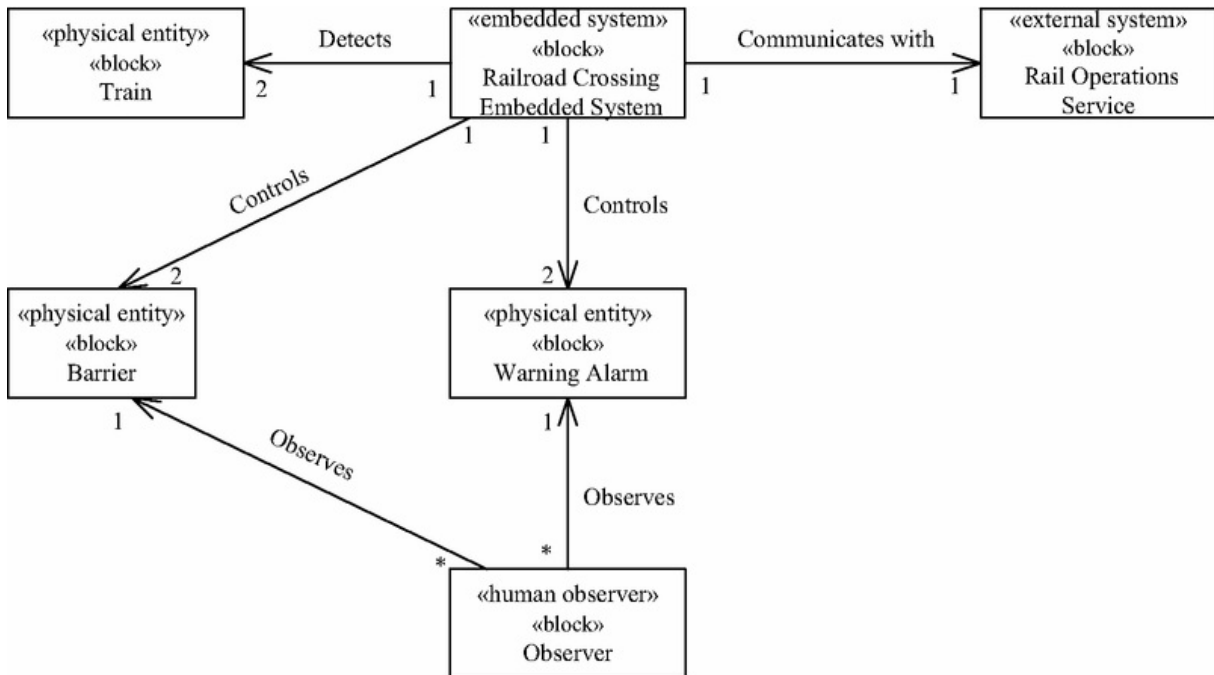 «physical entity»
«block»
Train
Detects
2
1
«embedded system»
«block»
Railroad Crossing
Embedded System
Communicates with
1
1
«external system»
«block»
Rail Operations
Service
1
1
Controls
Controls
2
2
«physical entity»
«block»
Barrier
«physical entity»
«block»
Warning Alarm
1
1
Observes
Observes
*
*
«human observer»
«block»
Observer